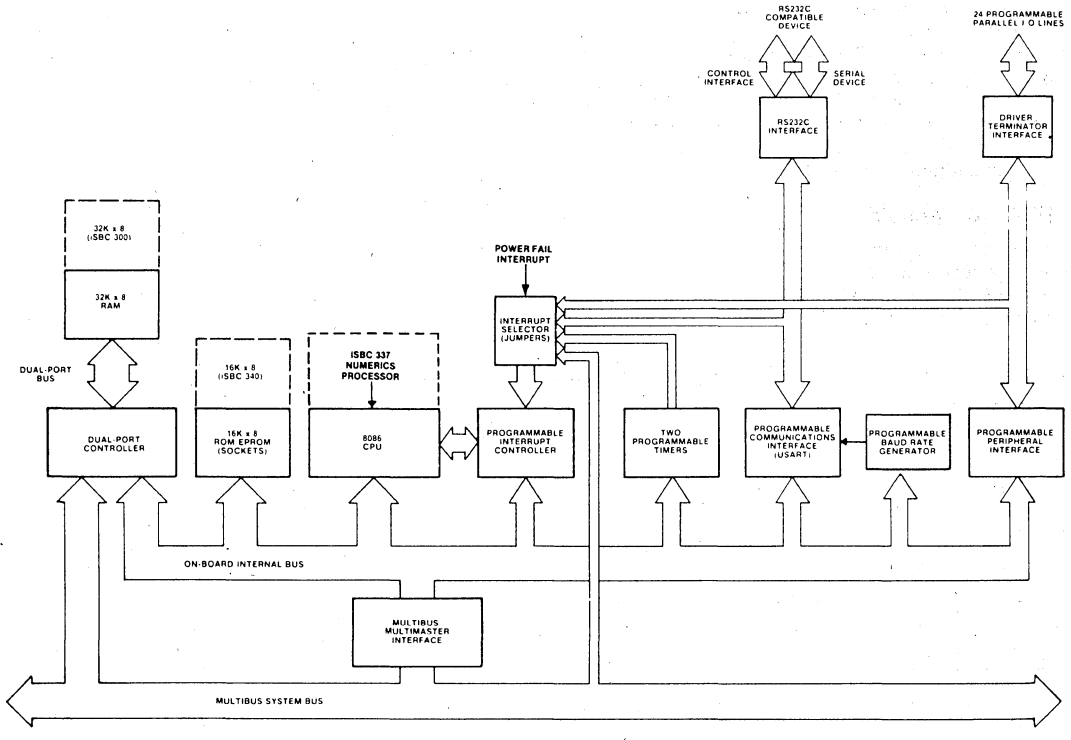 RS232C
COMPATIBLE
DEVICE
24 PROGRAMMABLE
PARALLEL I O LINES
CONTROL
INTERFACE
SERIAL
DEVICE
RS232C
INTERFACE
DRIVER
TERMINATOR
INTERFACE
32K x 8
(iSBC 300)
POWER FAIL
INTERRUPT
32K x 8
RAM
INTERRUPT
SELECTOR
(JUMPERS)
DUAL-PORT
BUS
16K x 8
(iSBC 340)
ISBC 337
NUMERICS
PROCESSOR
DUAL-PORT
CONTROLLER
16K x 8
ROM EPROM
(SOCKETS)
8086
CPU
PROGRAMMABLE
INTERRUPT
CONTROLLER
TWO
PROGRAMMABLE
TIMERS
PROGRAMMABLE
COMMUNICATIONS
INTERFACE
(USART)
PROGRAMMABLE
BAUD RATE
GENERATOR
PROGRAMMABLE
PERIPHERAL
INTERFACE
ON-BOARD INTERNAL BUS
MULTIBUS
MULTIMASTER
INTERFACE
MULTIBUS SYSTEM BUS